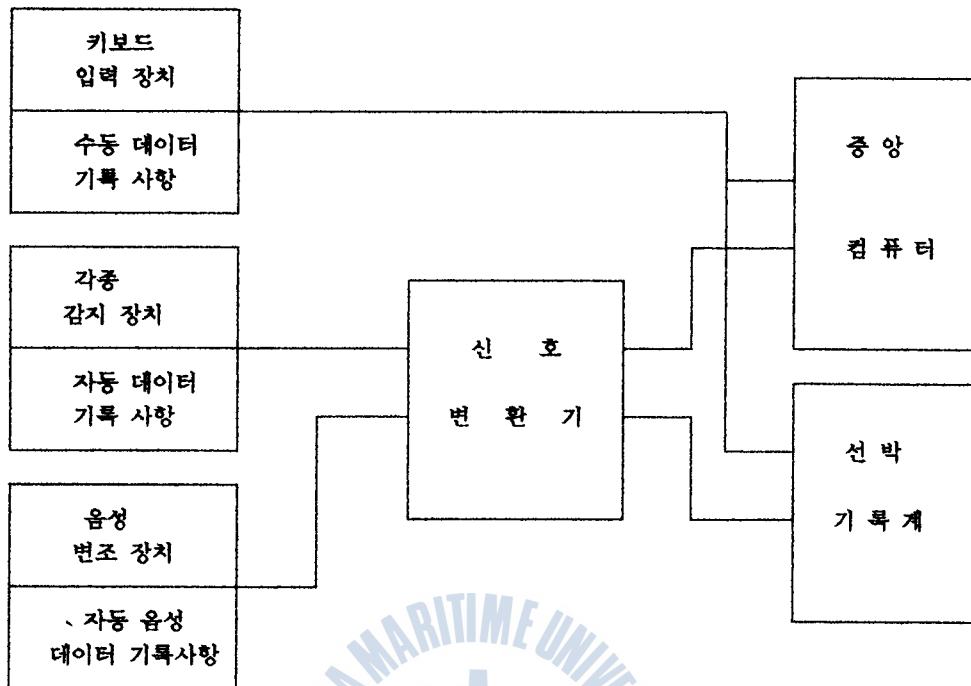 키보드
입력 장치
수동 데이터
기록 사항
각종
감지 장치
자동 데이터
기록 사항
음성
변조 장치
、자동 음성
데이터 기록사항
신 호
변 환 기
중 앙
컴 퓨 터
선 박
기 록 계
MARITIME